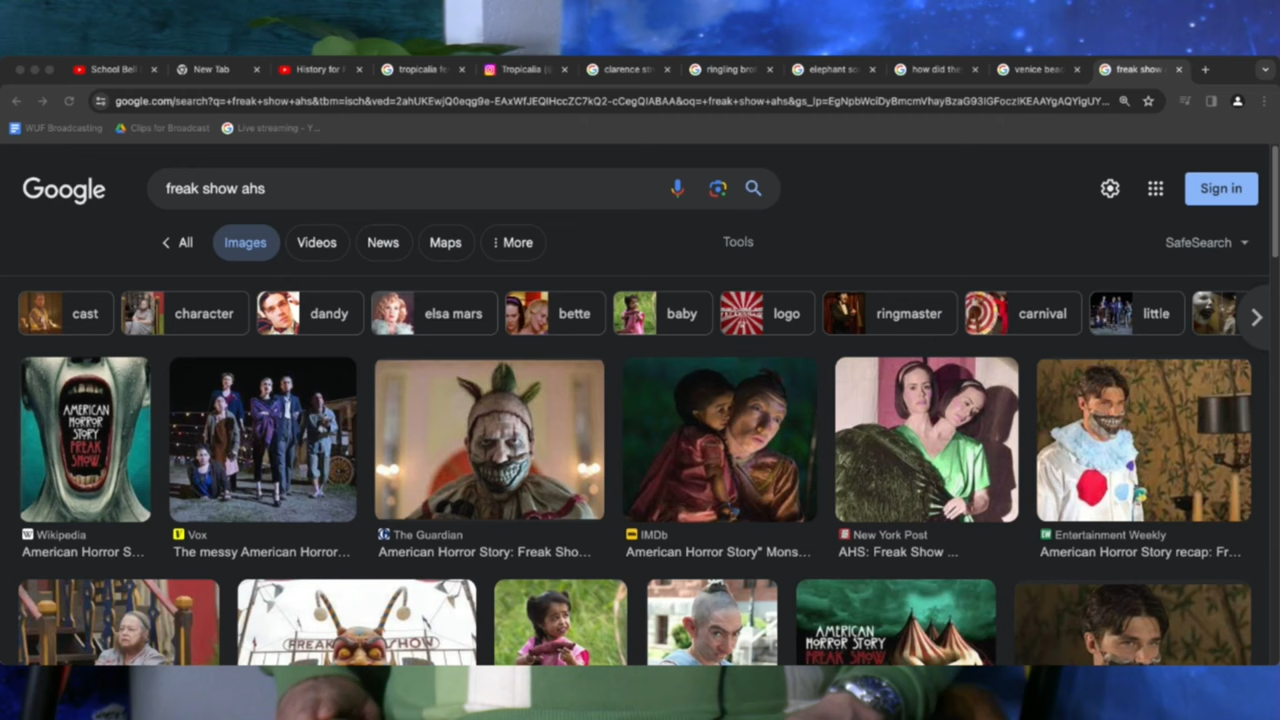 School Bell
New Tab
History for F
tropicalia fe
Tropicalia (@
clarence str
ringling bro
elephant so
how did the
venice beac
freak show
google.com/search?q=+freak+show+ahs&tbm=isch&ved=2ahUKEwjQ0eqg9e-EAxWfJEQIHccZC7kQ2-cCegQIABAA&oq=+freak+show+ahs&gs_lp=EgNpbWciDyBmcmVhayBzaG93IGFoczIKEAAYgAQYigUY...
WUF Broadcasting
Clips for Broadcast
Live streaming - Y...
Google
freak show ahs
Sign in
All
Images
Videos
News
Maps
More
Tools
SafeSearch
cast
character
dandy
elsa mars
bette
baby
logo
ringmaster
carnival
little
AMERICAN
HORROR
STORY
FREAK
SHOW
Wikipedia
American Horror S...
Vox
The messy American Horror...
The Guardian
American Horror Story: Freak Sho...
IMDb
American Horror Story" Mons...
New York Post
AHS: Freak Show ...
Entertainment Weekly
American Horror Story recap: Fr...
FREAK SHOW
AMERICAN
HORROR STORY
FREAK SHOW